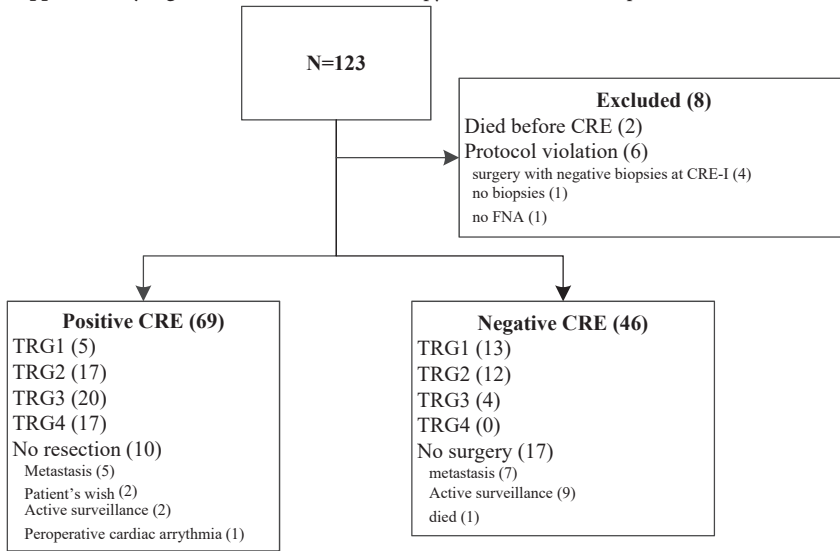 N=123
Excluded (8)
Died before CRE (2)
Protocol violation (6)
surgery with negative biopsies at CRE-I (4)
no biopsies (1)
no FNA (1)
Positive CRE (69)
TRG1 (5)
TRG2 (17)
TRG3 (20)
TRG4 (17)
No resection (10)
Metastasis (5)
Patient's wish (2)
Active surveillance (2)
Peroperative cardiac arrythmia (1)
Negative CRE (46)
TRG1 (13)
TRG2 (12)
TRG3 (4)
TRG4 (0)
No surgery (17)
metastasis (7)
Active surveillance (9)
died (1)